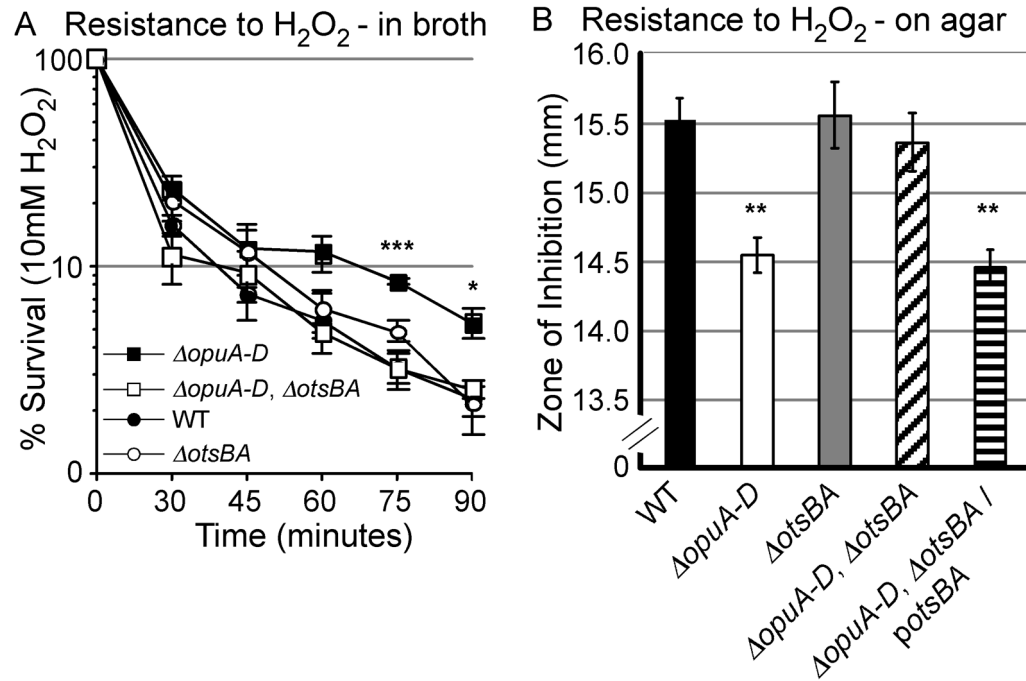 A Resistance to H2O2 - in broth
% Survival (10mM H2O2)
100
10
0
***
*
ΔopuA-D
ΔopuA-D, ΔotsBA
WT
ΔotsBA
0 30 45 60 75 90
Time (minutes)
B Resistance to H2O2 - on agar
Zone of Inhibition (mm)
16.0
15.5
15.0
14.5
14.0
13.5
0
**
**
WT
ΔopuA-D
ΔotsBA
ΔopuA-D, ΔotsBA
ΔopuA-D, ΔotsBA /
potsBA